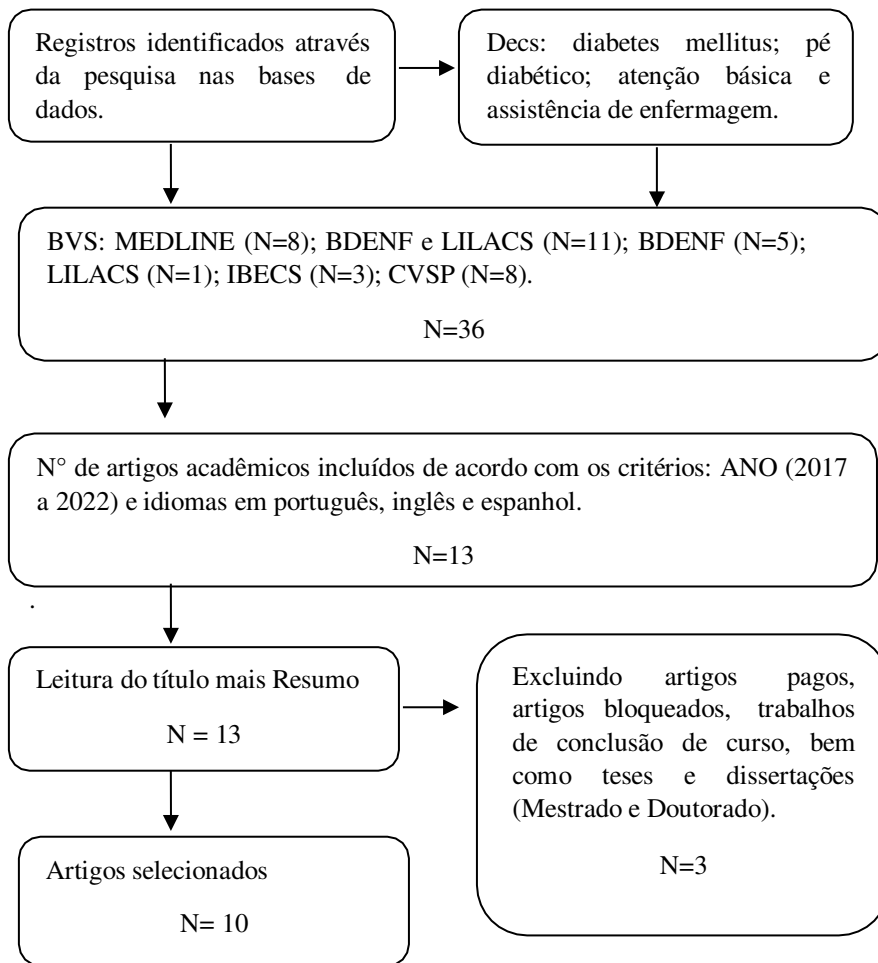 Registros identificados através
da pesquisa nas bases de
dados.
Decs: diabetes mellitus; pé
diabético; atenção básica e
assistência de enfermagem.
BVS: MEDLINE (N=8); BDENF e LILACS (N=11); BDENF (N=5);
LILACS (N=1); IBECS (N=3); CVSP (N=8).
N=36
N° de artigos acadêmicos incluídos de acordo com os critérios: ANO (2017
a 2022) e idiomas em português, inglês e espanhol.
N=13
.
Leitura do título mais Resumo
N = 13
Excluindo artigos pagos,
artigos bloqueados, trabalhos
de conclusão de curso, bem
como teses e dissertações
(Mestrado e Doutorado).
N=3
Artigos selecionados
N= 10